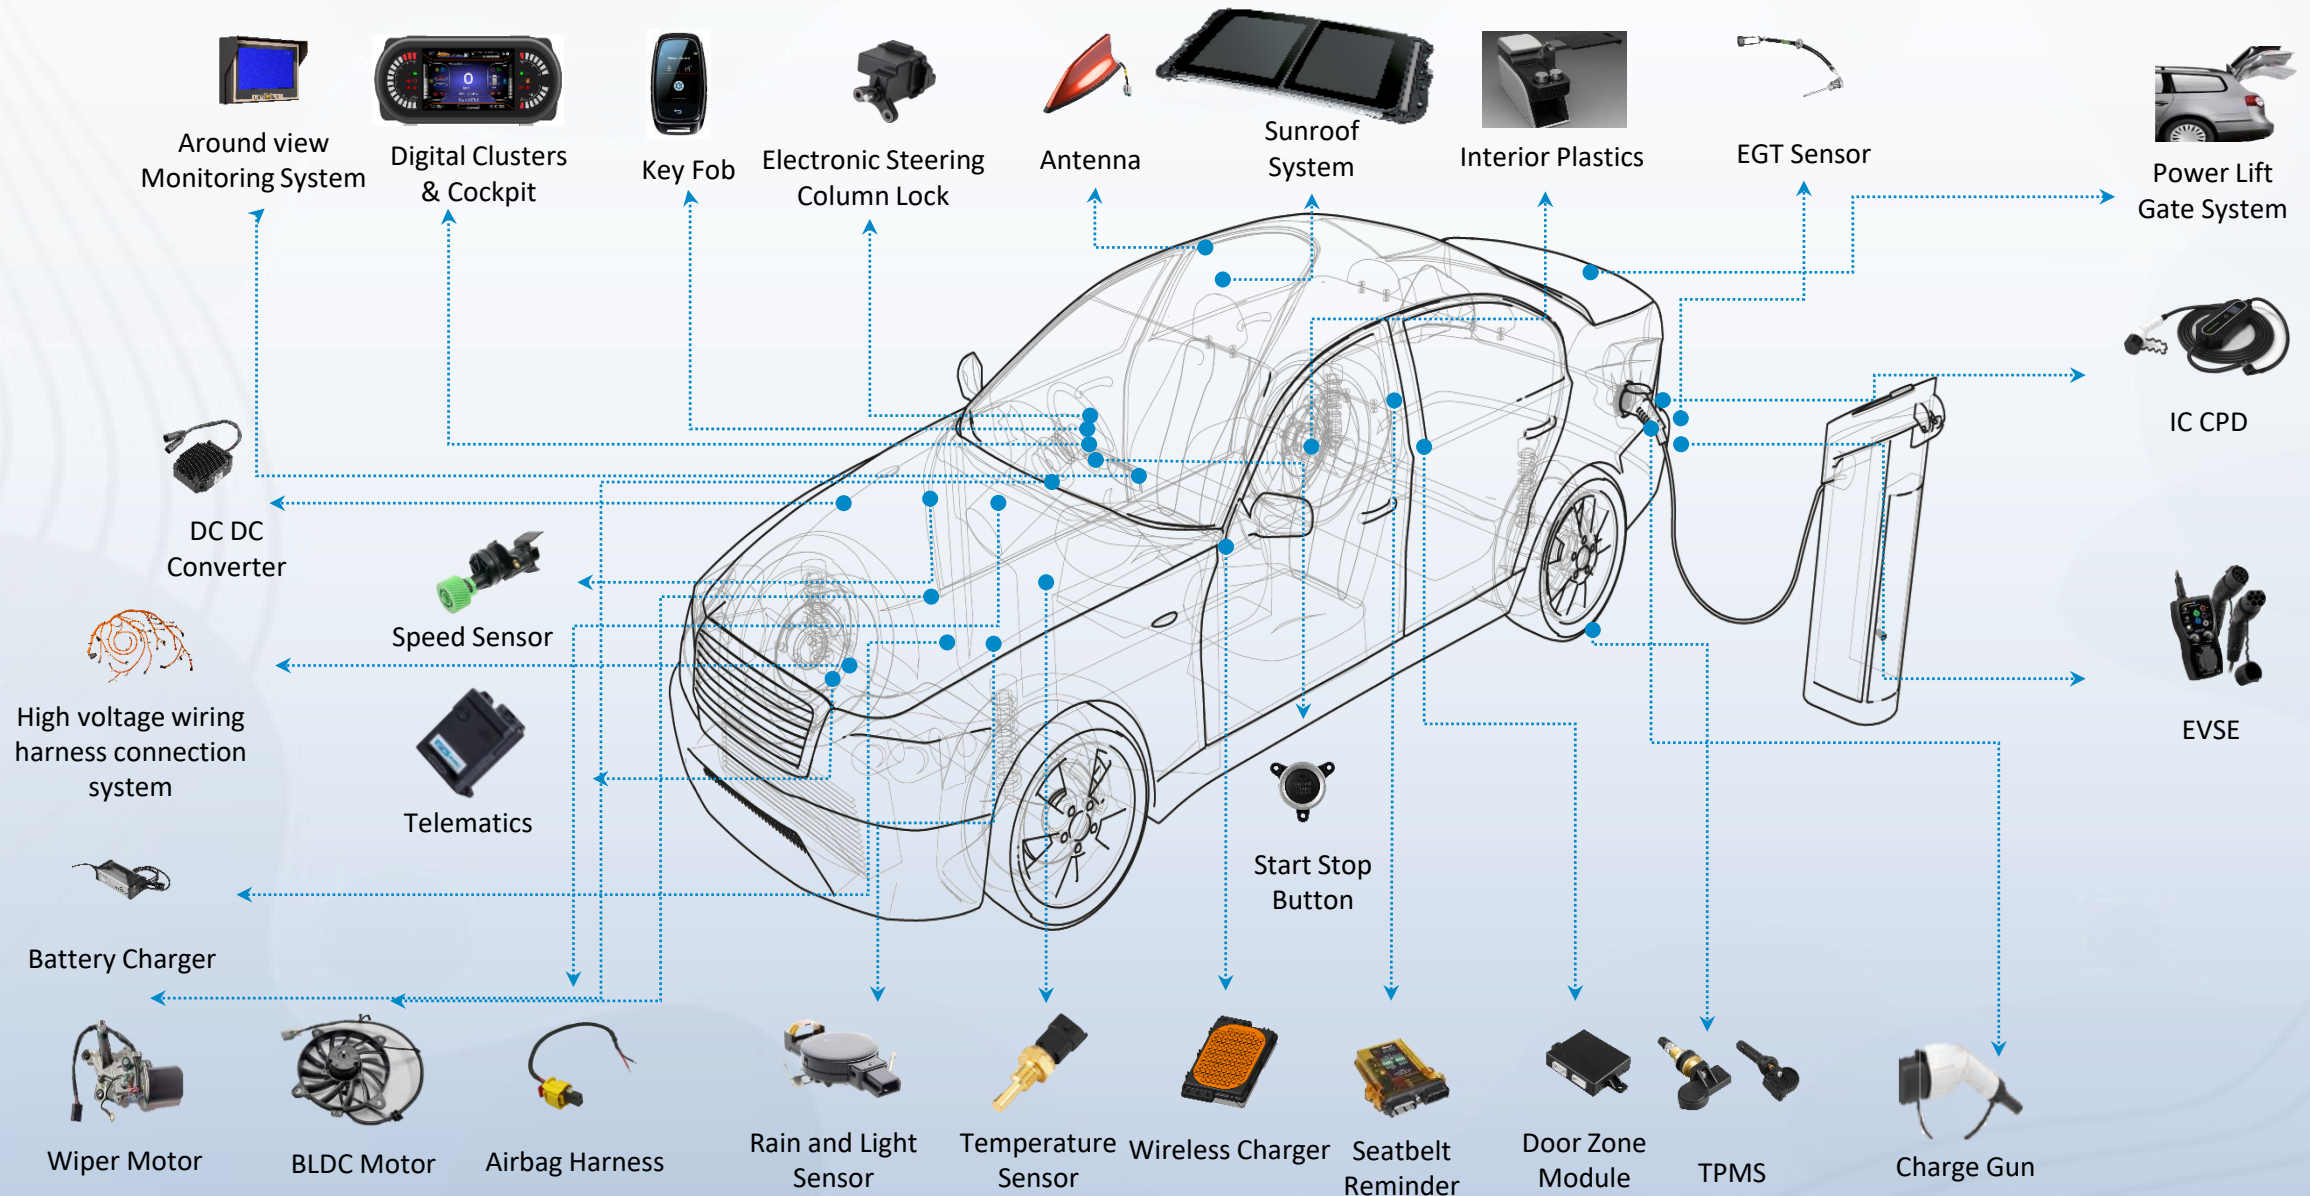 Around view
Monitoring System
Digital Clusters
& Cockpit
Key Fob
Electronic Steering
Column Lock
Antenna
Sunroof
System
Interior Plastics
EGT Sensor
Power Lift
Gate System
IC CPD
DC DC
Converter
Speed Sensor
High voltage wiring
harness connection
system
Telematics
EVSE
Start Stop
Button
Battery Charger
Wiper Motor
BLDC Motor
Airbag Harness
Rain and Light
Sensor
Temperature
Sensor
Wireless Charger
Seatbelt
Reminder
Door Zone
Module
TPMS
Charge Gun